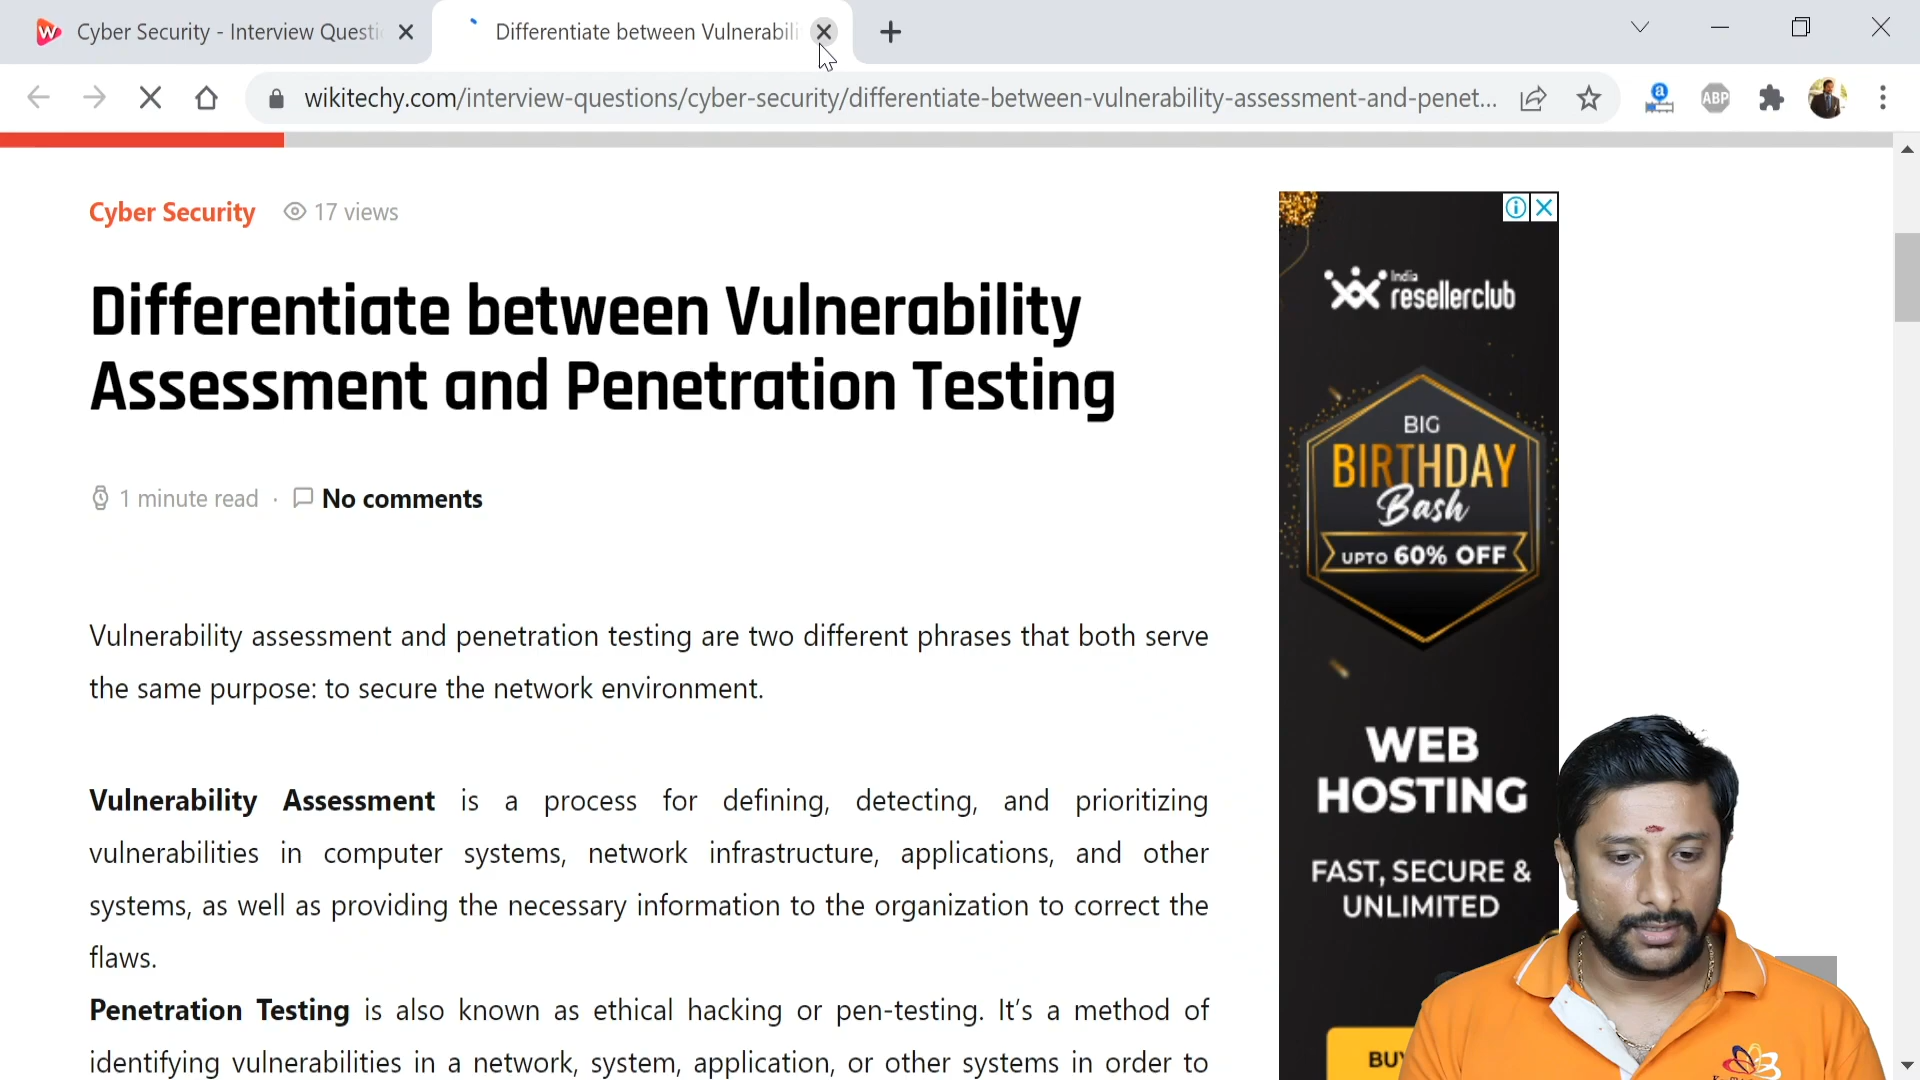 Cyber Security - Interview Questi
Differentiate between Vulnerabili
wikitechy.com/interview-questions/cyber-security/differentiate-between-vulnerability-assessment-and-penet...
a
ABP
Cyber Security 17 views
Differentiate between Vulnerability
Assessment and Penetration Testing
1 minute read · No comments
Vulnerability assessment and penetration testing are two different phrases that both serve
the same purpose: to secure the network environment.
Vulnerability Assessment is a process for defining, detecting, and prioritizing
vulnerabilities in computer systems, network infrastructure, applications, and other
systems, as well as providing the necessary information to the organization to correct the
flaws.
Penetration Testing is also known as ethical hacking or pen-testing. It’s a method of
identifying vulnerabilities in a network, system, application, or other systems in order to
India
resellerclub
BIG
BIRTHDAY
Bash
UPTO 60% OFF
WEB
HOSTING
FAST, SECURE &
UNLIMITED